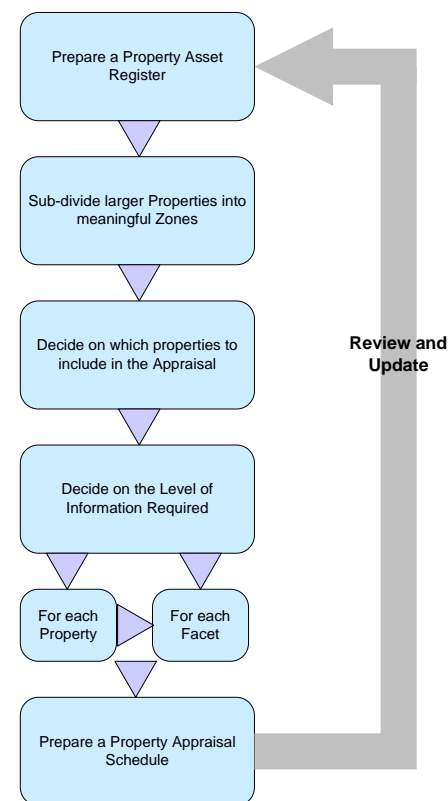 Prepare a Property Asset
Register
Sub-divide larger Properties into
meaningful Zones
Decide on which properties to
include in the Appraisal
Review and
Update
Decide on the Level of
Information Required
For each
Property
For each
Facet
Prepare a Property Appraisal
Schedule